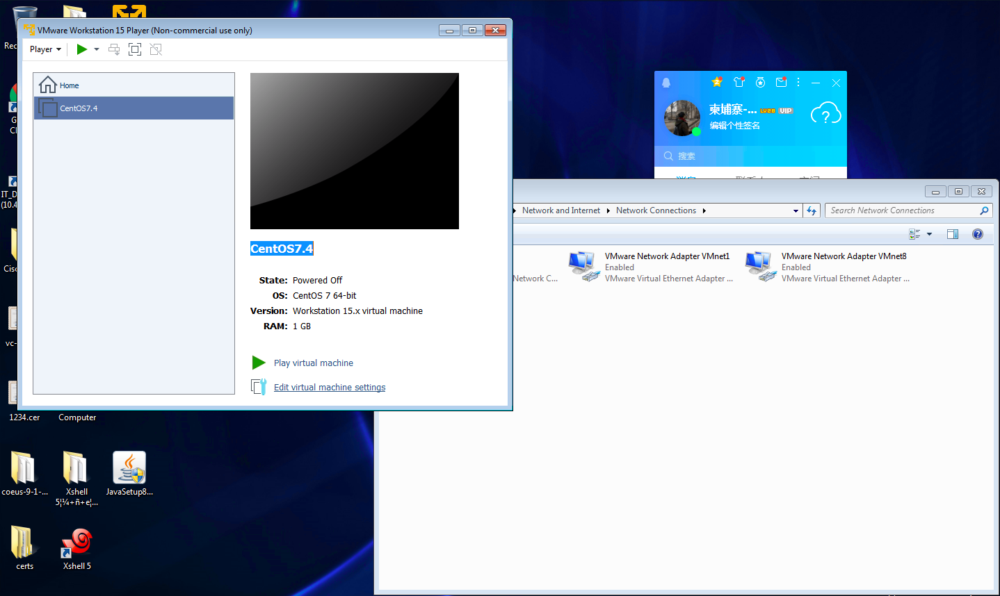 VMware Workstation 15 Player (Non-commercial use only)
Player
Home
CentOS7.4
CentOS7.4
State: Powered Off
OS: CentOS 7 64-bit
Version: Workstation 15.x virtual machine
RAM: 1 GB
Play virtual machine
Edit virtual machine settings
柬埔寨-... LV28 VIP
编辑个性签名
搜索
Network and Internet
Network Connections
Search Network Connections
Network C...
VMware Network Adapter VMnet1
Enabled
VMware Virtual Ethernet Adapter ...
VMware Network Adapter VMnet8
Enabled
VMware Virtual Ethernet Adapter ...
Rec
G
Cl
IT_D
(10.4
Cisc
vc-
1234.cer
Computer
coeus-9-1-...
Xshell
5¦¼+ñ+e¦...
JavaSetup8...
certs
Xshell 5